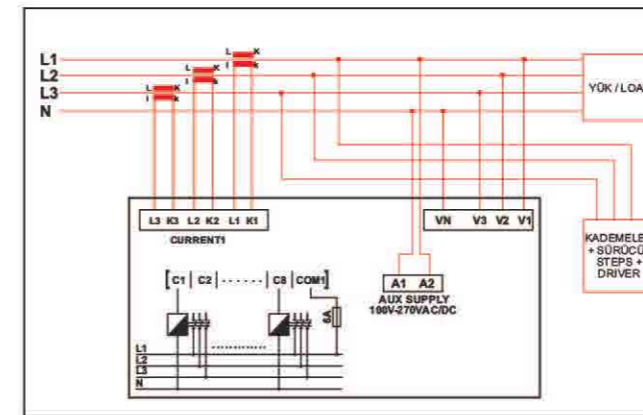 L K
L K
l k
L1
L2
l k
YÜK / LOA
L3
L K
l k
N
L3 K3 L2 K2 L1 K1
VN V3 V2 V1
CURRENT1
KADEMELE
+ SÜRÜCÜ
STEPS +
DRIVER
C1 C2 ...... C8 COM1
A1 A2
AUX SUPPLY
100V-270VAC/DC
6A
L1
L2
L3
N